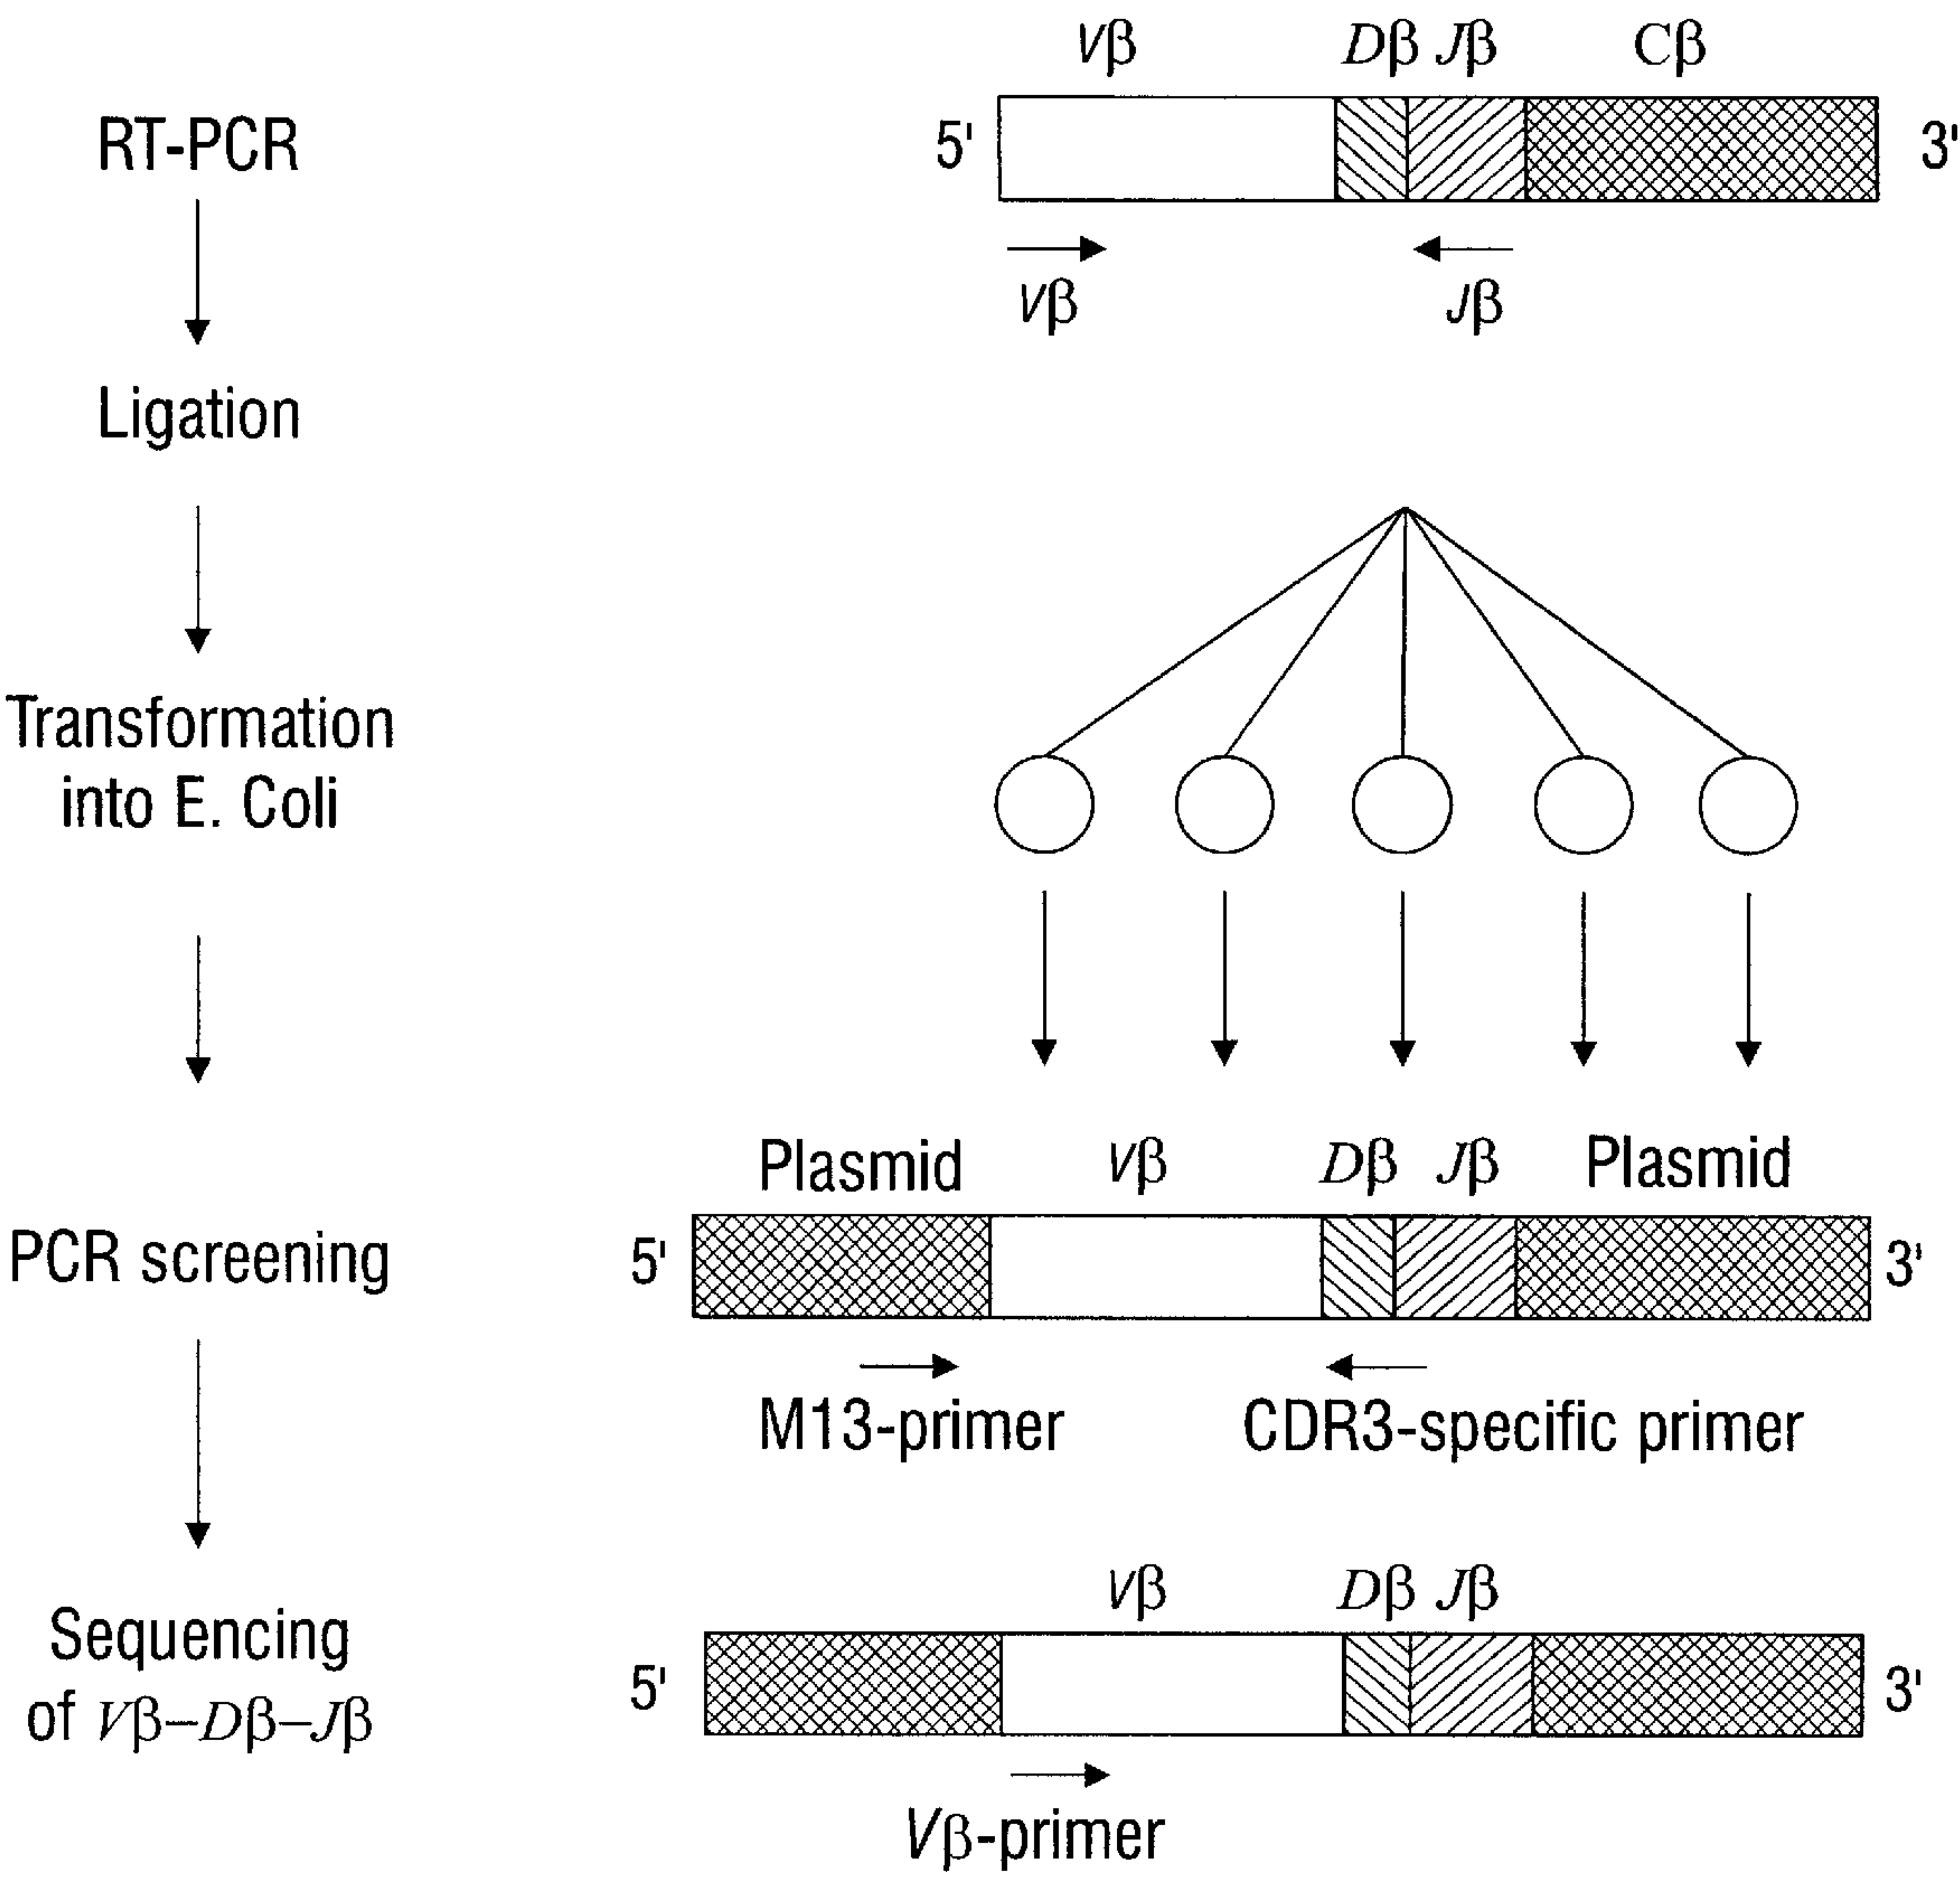 Vβ Dβ Jβ Cβ
RT-PCR 5' 3'
Vβ Jβ
Ligation
Transformation
into E. Coli
Plasmid Vβ Dβ Jβ Plasmid
PCR screening 5' 3'
M13-primer CDR3-specific primer
Vβ Dβ Jβ
Sequencing
of Vβ–Dβ–Jβ
5' 3'
Vβ-primer